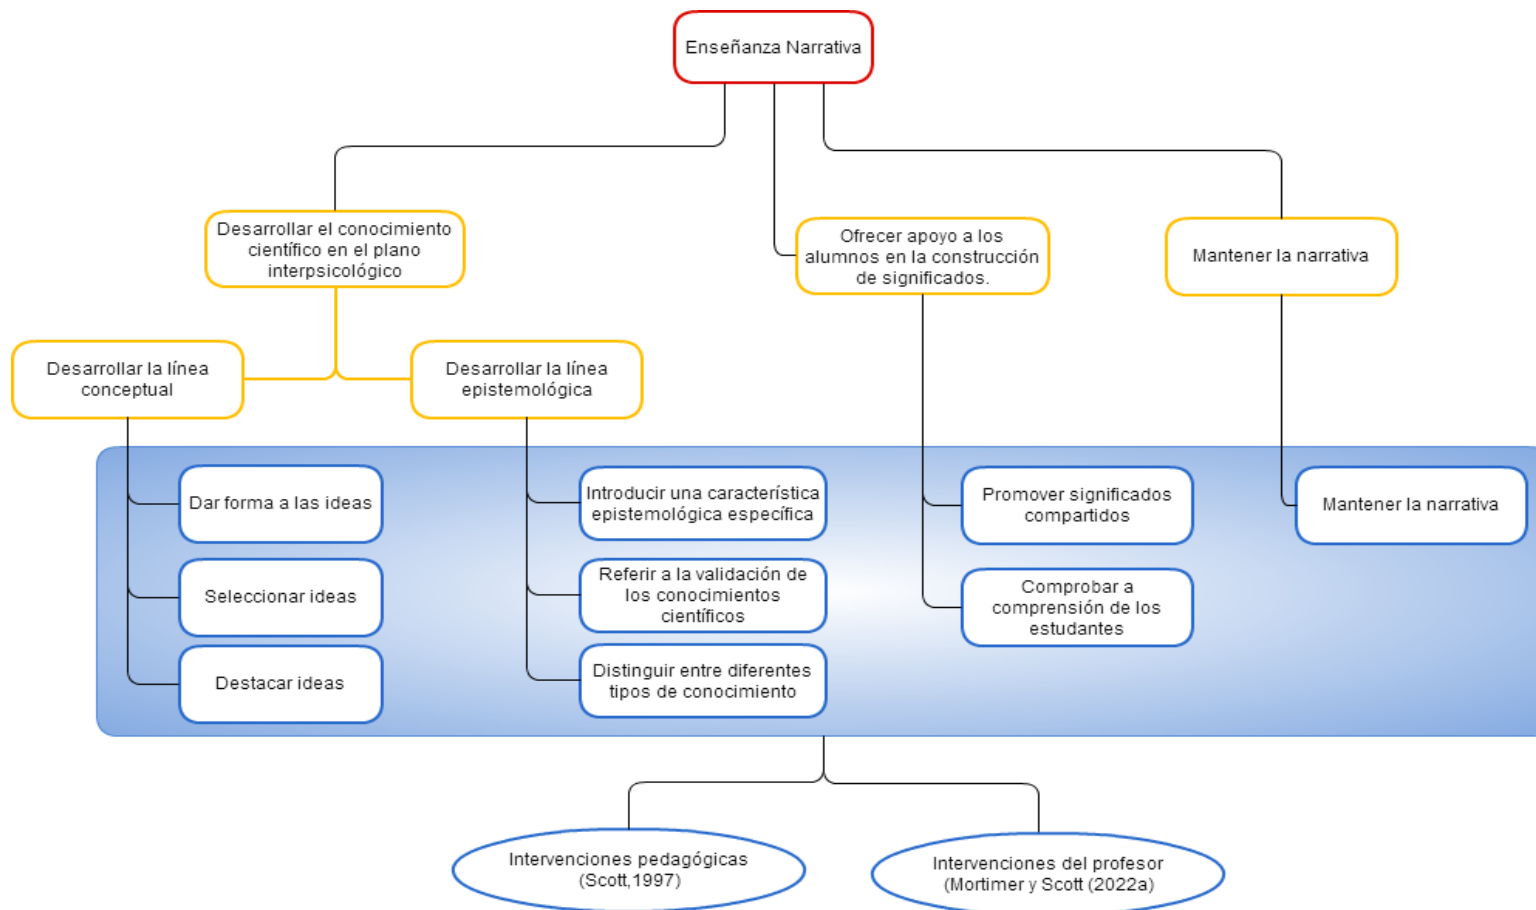 Enseñanza Narrativa
Desarrollar el conocimiento
científico en el plano
interpsicológico
Ofrecer apoyo a los
alumnos en la construcción
de significados.
Mantener la narrativa
Desarrollar la línea
conceptual
Desarrollar la línea
epistemológica
Dar forma a las ideas
Seleccionar ideas
Destacar ideas
Introducir una característica
epistemológica específica
Referir a la validación de
los conocimientos
científicos
Distinguir entre diferentes
tipos de conocimiento
Promover significados
compartidos
Comprobar a
comprensión de los
estudantes
Mantener la narrativa
Intervenciones pedagógicas
(Scott,1997)
Intervenciones del profesor
(Mortimer y Scott (2022a)